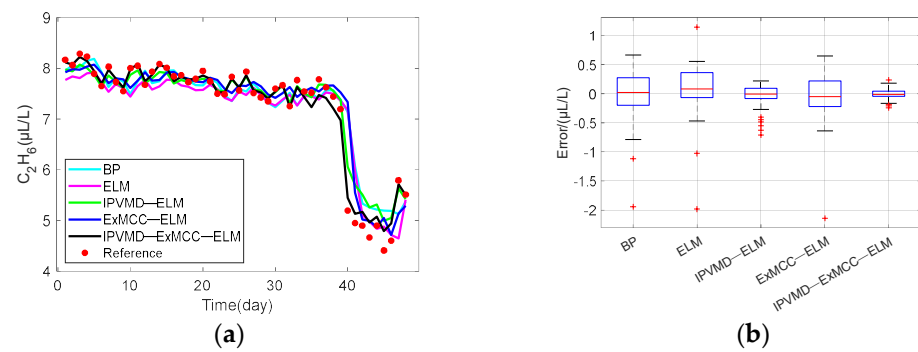 9
8
7
6
5
4
C₂H₆(μL/L)
BP
ELM
IPVMD—ELM
ExMCC—ELM
IPVMD—ExMCC—ELM
Reference
0 10 20 30 40 50
Time(day)
(a)
1
0.5
0
-0.5
-1
-1.5
-2
Error/(μL/L)
BP
ELM
IPVMD—ELM
ExMCC—ELM
IPVMD—ExMCC—ELM
(b)